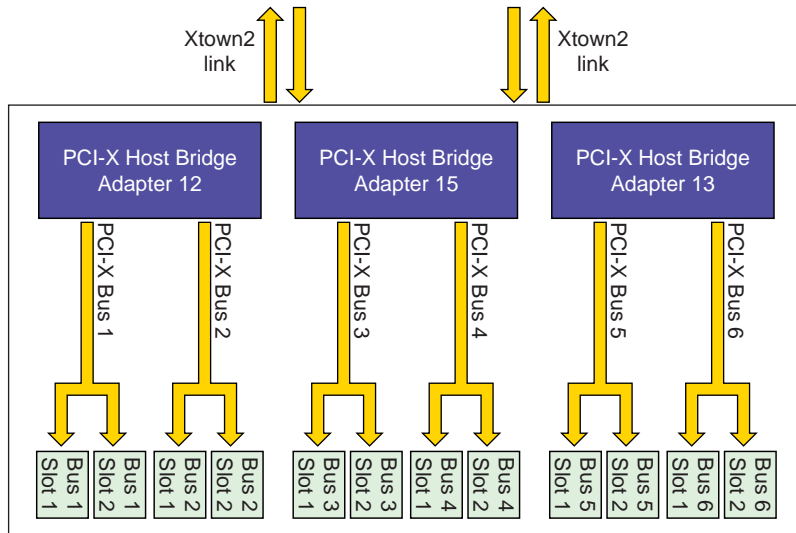 Xtown2
link
Xtown2
link
PCI-X Host Bridge
Adapter 12
PCI-X Host Bridge
Adapter 15
PCI-X Host Bridge
Adapter 13
PCI-X Bus 1
PCI-X Bus 2
PCI-X Bus 3
PCI-X Bus 4
PCI-X Bus 5
PCI-X Bus 6
Bus 1
Slot 1
Bus 1
Slot 2
Bus 2
Slot 1
Bus 2
Slot 2
Bus 3
Slot 1
Bus 3
Slot 2
Bus 4
Slot 1
Bus 4
Slot 2
Bus 5
Slot 1
Bus 5
Slot 2
Bus 6
Slot 1
Bus 6
Slot 2